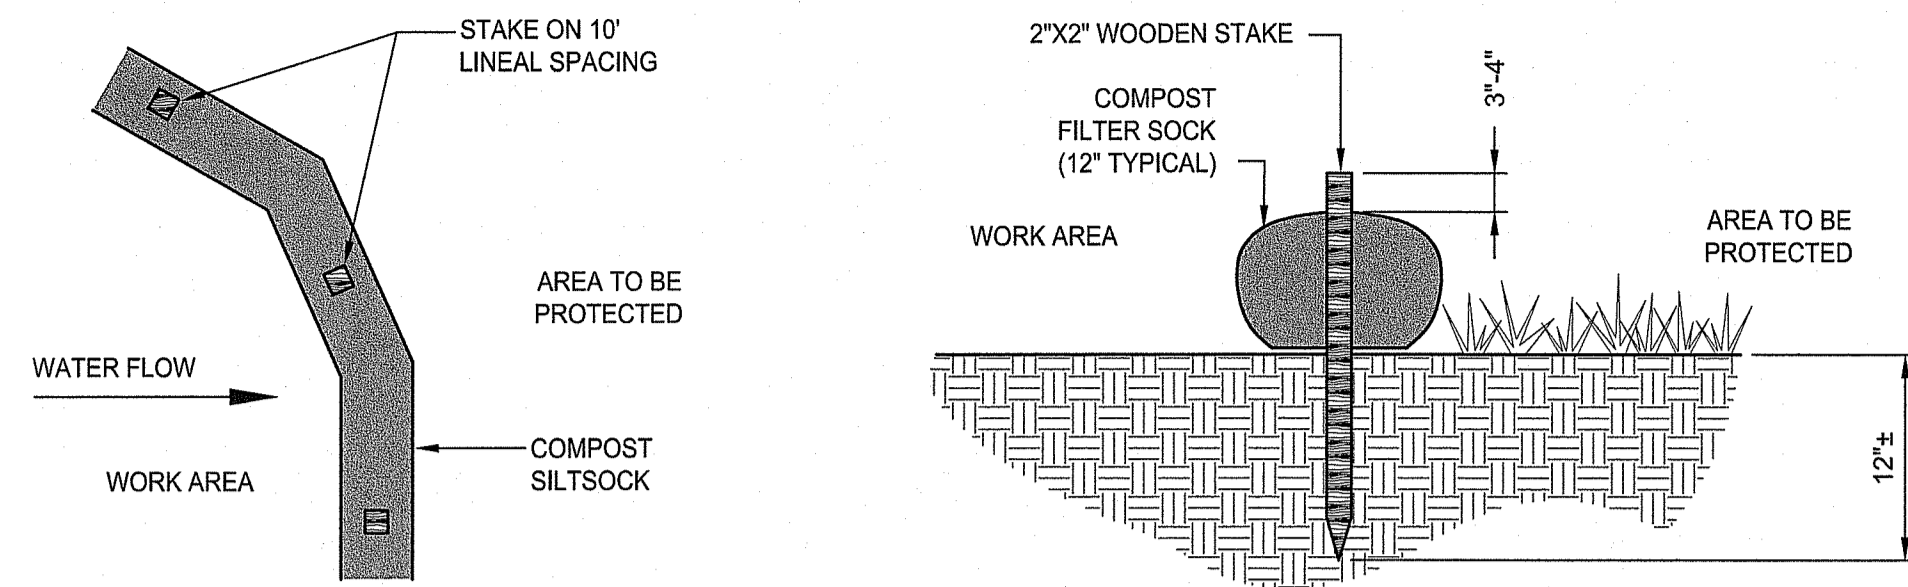 STAKE ON 10'
LINEAL SPACING
AREA TO BE
PROTECTED
WATER FLOW
WORK AREA
COMPOST
SILTSOCK
2"X2" WOODEN STAKE
COMPOST
FILTER SOCK
(12" TYPICAL)
3"-4"
WORK AREA
AREA TO BE
PROTECTED
12"±